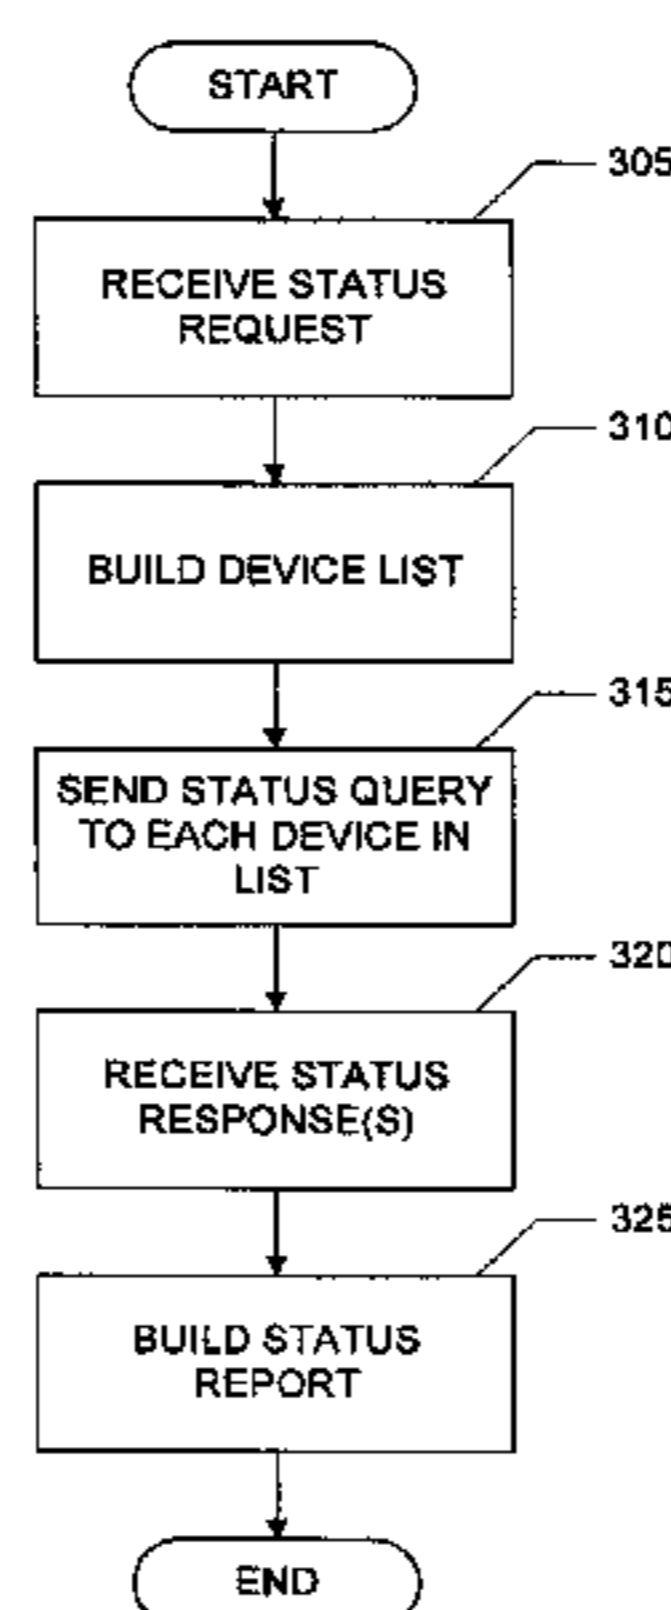 START
305
RECEIVE STATUS
REQUEST
310
BUILD DEVICE LIST
315
SEND STATUS QUERY
TO EACH DEVICE IN
LIST
320
RECEIVE STATUS
RESPONSE(S)
325
BUILD STATUS
REPORT
END